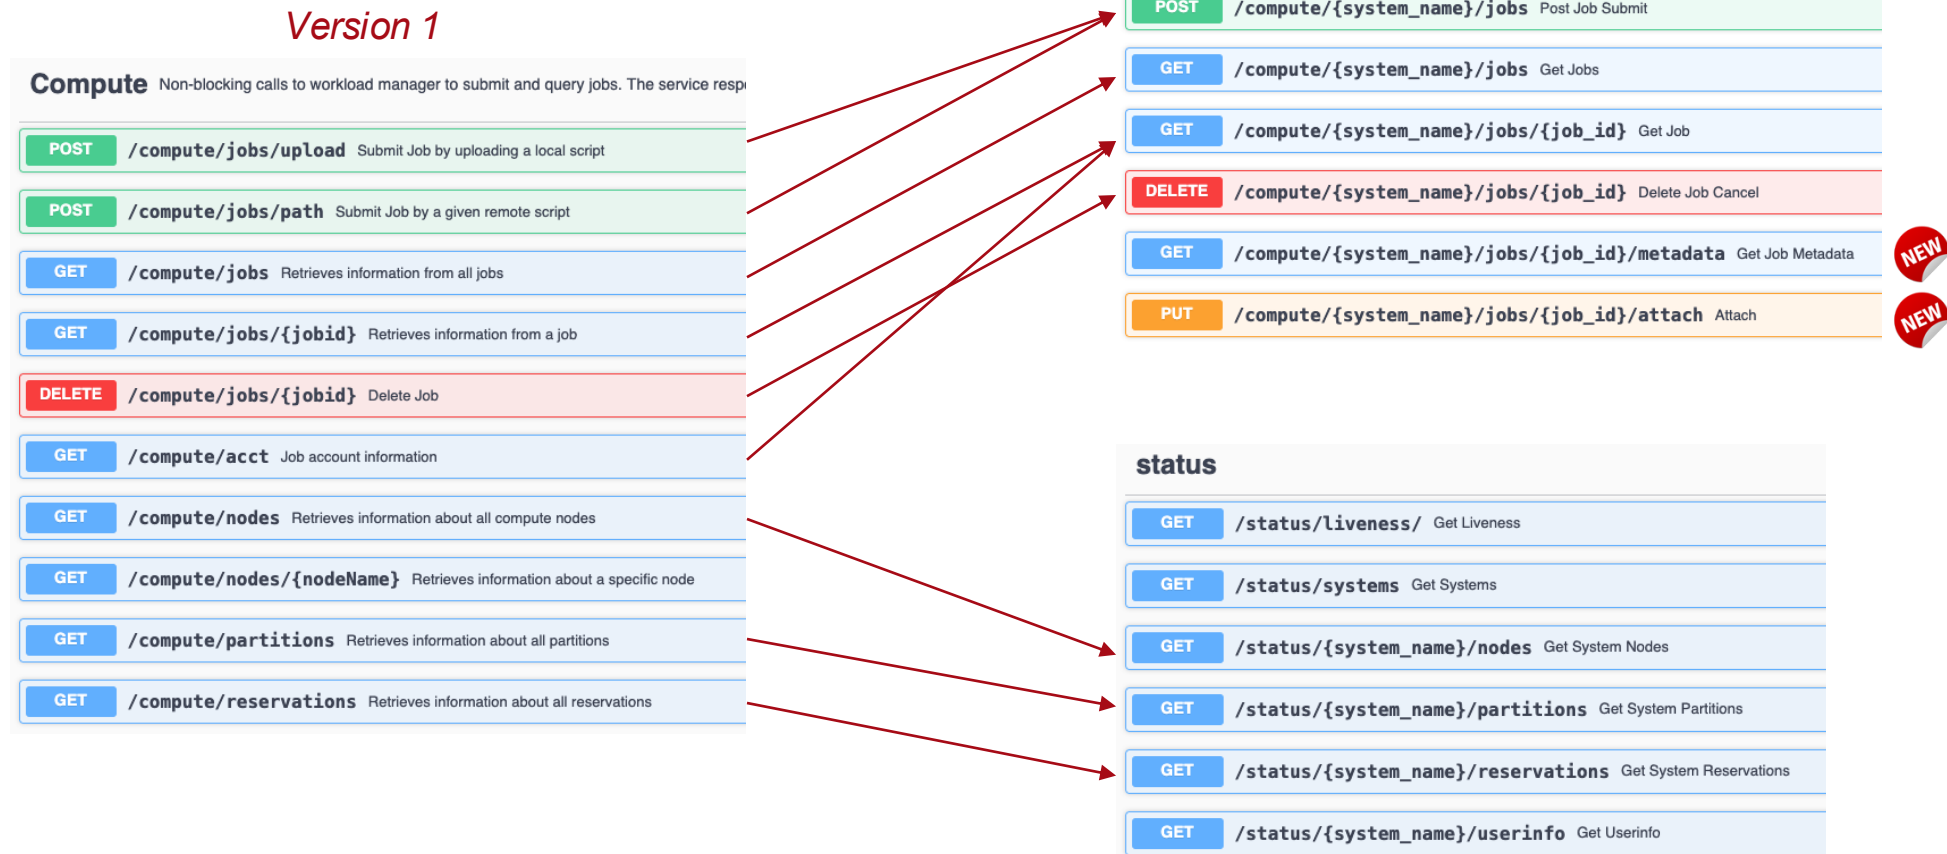 Version 1
Compute Non-blocking calls to workload manager to submit and query jobs. The service resp
POST /compute/jobs/upload Submit Job by uploading a local script
POST /compute/jobs/path Submit Job by a given remote script
GET /compute/jobs Retrieves information from all jobs
GET /compute/jobs/{jobid} Retrieves information from a job
DELETE /compute/jobs/{jobid} Delete Job
GET /compute/acct Job account information
GET /compute/nodes Retrieves information about all compute nodes
GET /compute/nodes/{nodeName} Retrieves information about a specific node
GET /compute/partitions Retrieves information about all partitions
GET /compute/reservations Retrieves information about all reservations
POST /compute/{system_name}/jobs Post Job Submit
GET /compute/{system_name}/jobs Get Jobs
GET /compute/{system_name}/jobs/{job_id} Get Job
DELETE /compute/{system_name}/jobs/{job_id} Delete Job Cancel
GET /compute/{system_name}/jobs/{job_id}/metadata Get Job Metadata
NEW
PUT /compute/{system_name}/jobs/{job_id}/attach Attach
NEW
status
GET /status/liveness/ Get Liveness
GET /status/systems Get Systems
GET /status/{system_name}/nodes Get System Nodes
GET /status/{system_name}/partitions Get System Partitions
GET /status/{system_name}/reservations Get System Reservations
GET /status/{system_name}/userinfo Get Userinfo